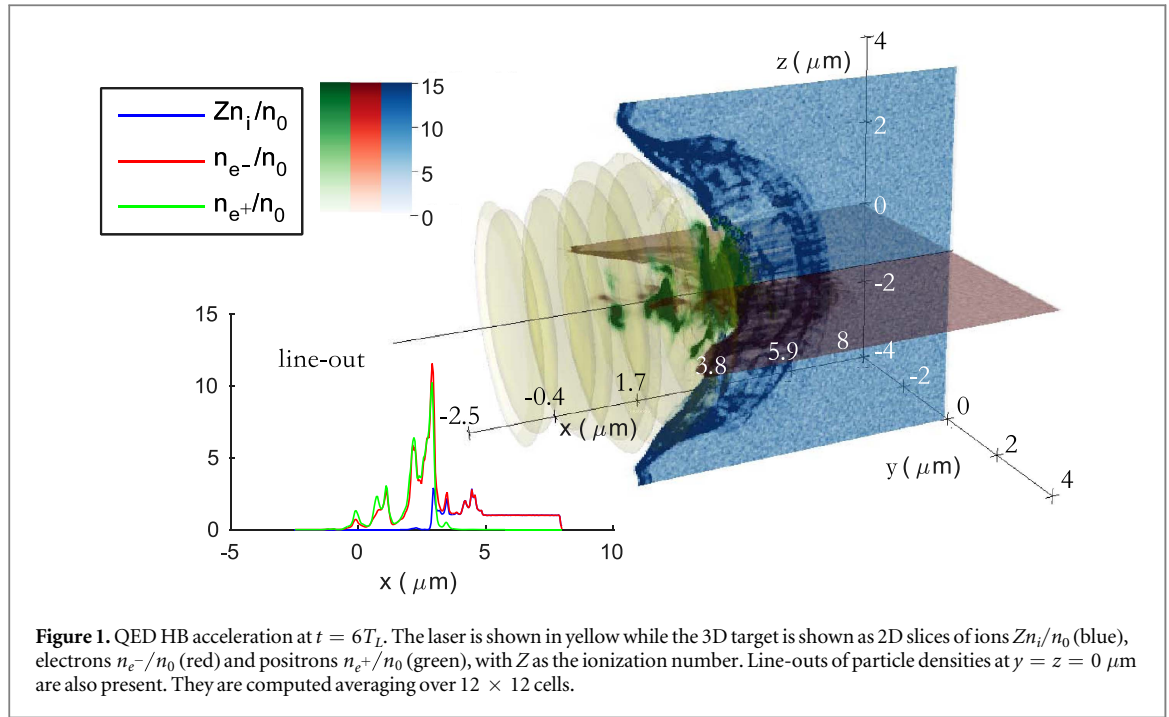 Zn_i/n_0
n_e-/n_0
n_e+/n_0
15
10
5
0
z ( μm)
4
2
0
-2
-4
line-out
-2.5
-0.4
1.7
3.8
5.9
8
x ( μm)
-2
0
2
4
y ( μm)
15
10
5
0
-5
0
5
10
x ( μm)
Figure 1. QED HB acceleration at t = 6T_L. The laser is shown in yellow while the 3D target is shown as 2D slices of ions Zn_i/n_0 (blue),
electrons n_e-/n_0 (red) and positrons n_e+/n_0 (green), with Z as the ionization number. Line-outs of particle densities at y = z = 0 μm
are also present. They are computed averaging over 12 × 12 cells.